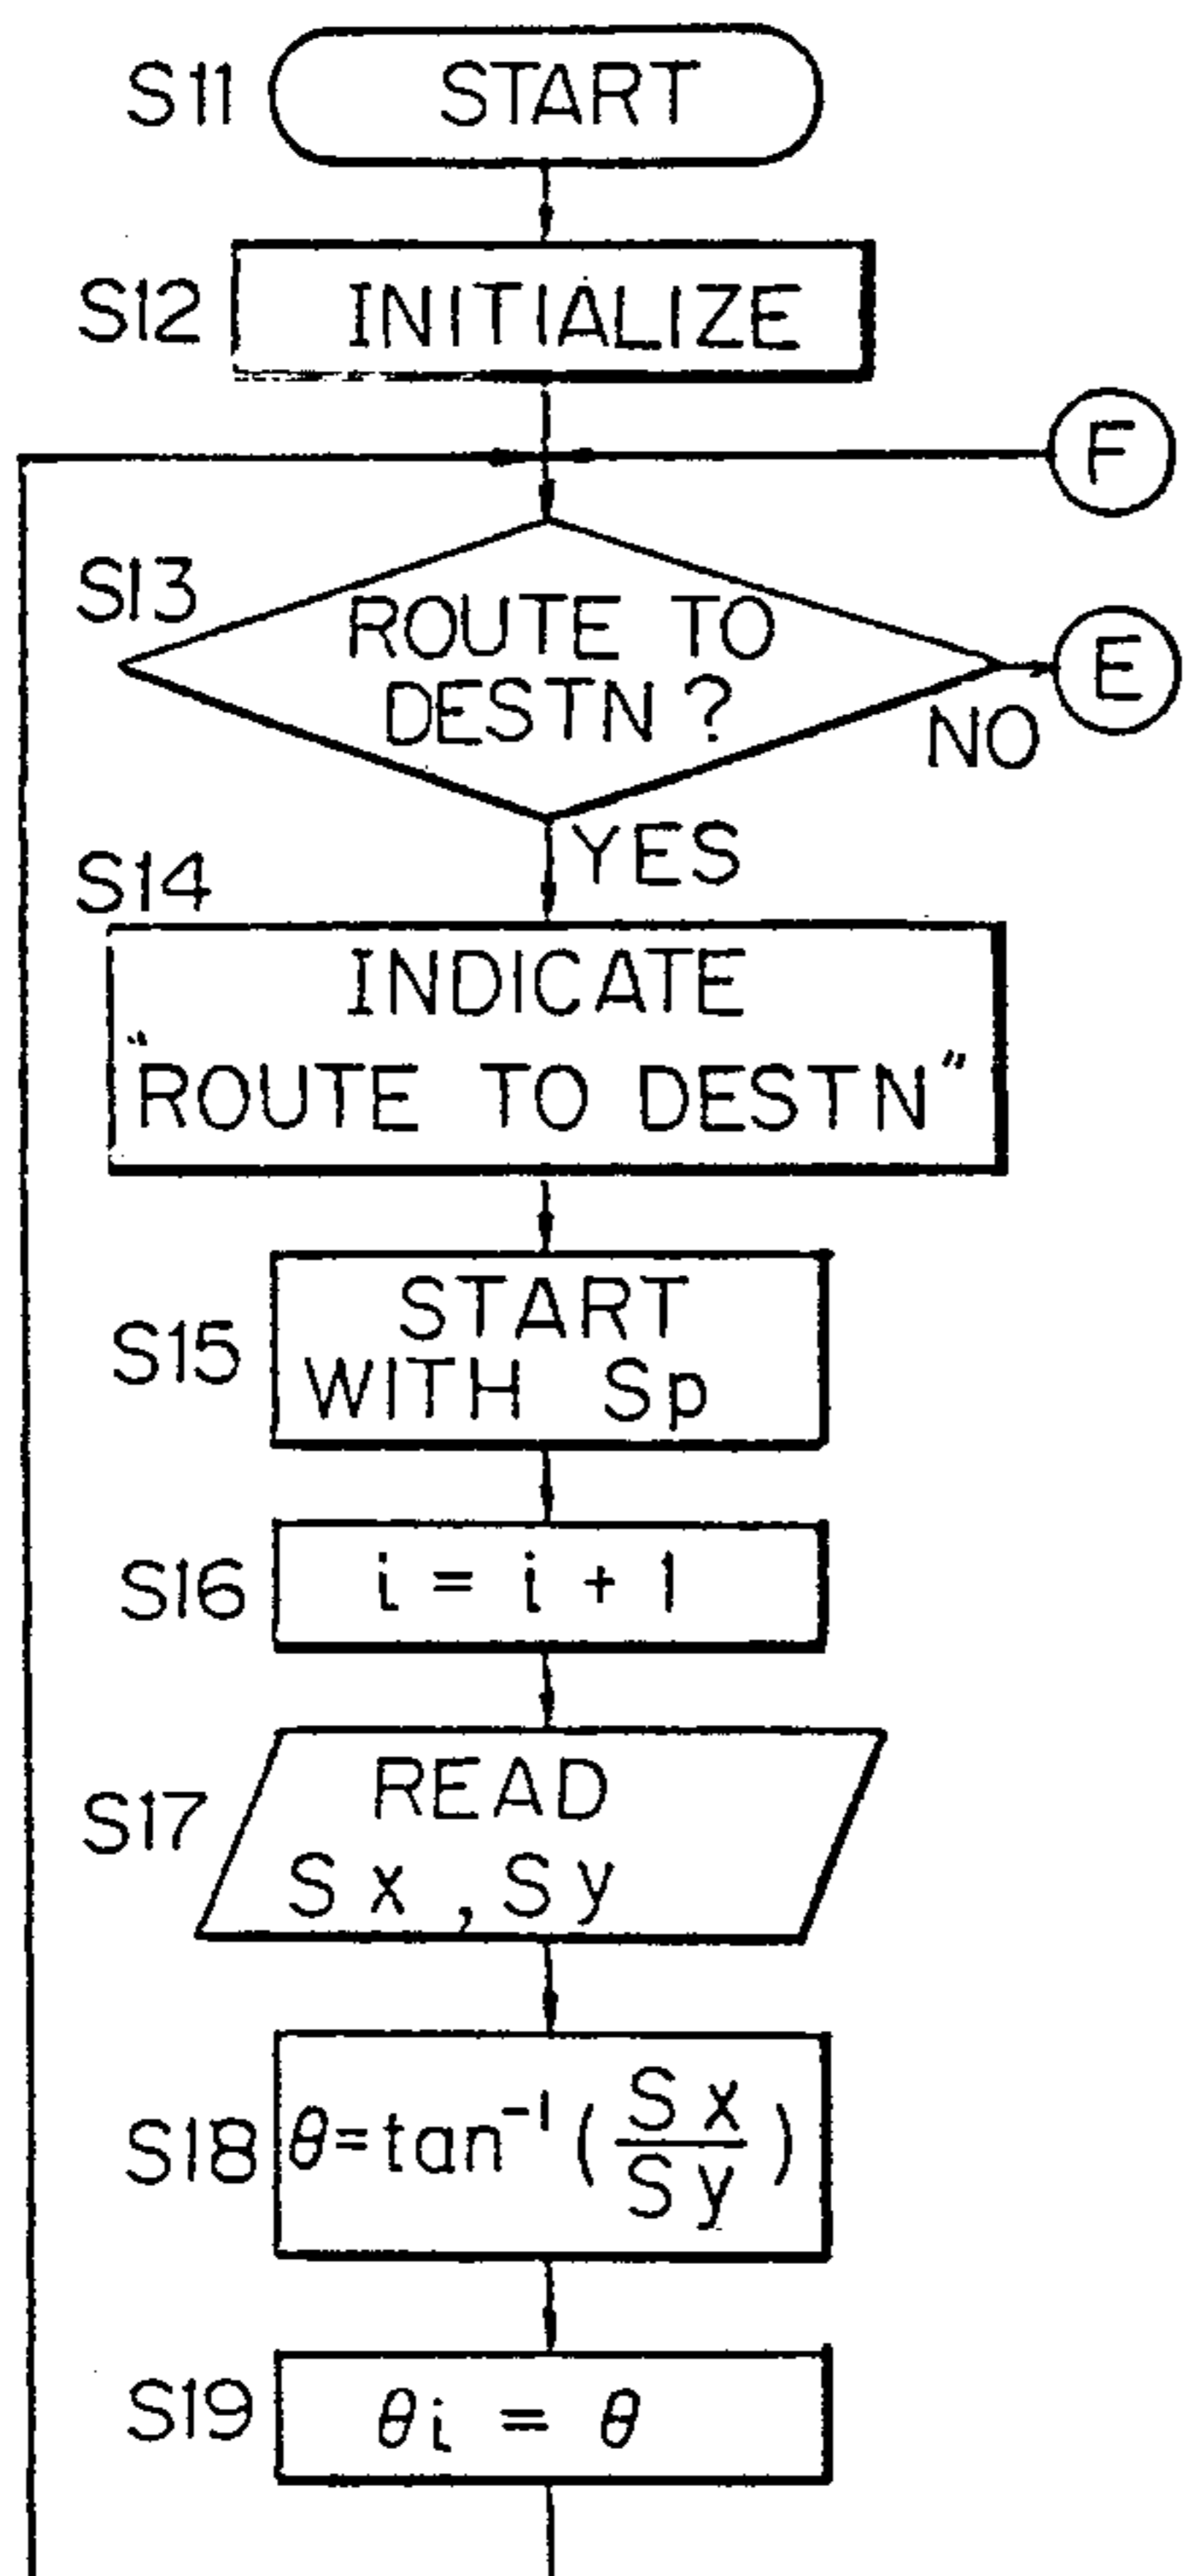 S11 START
S12 INITIALIZE
F
S13
ROUTE TO
DESTN?
E
NO
YES
S14
INDICATE
"ROUTE TO DESTN"
S15
START
WITH Sp
S16 i = i + 1
S17
READ
Sx, Sy
S18 θ=tan⁻¹(Sx/Sy)
S19 θi = θ